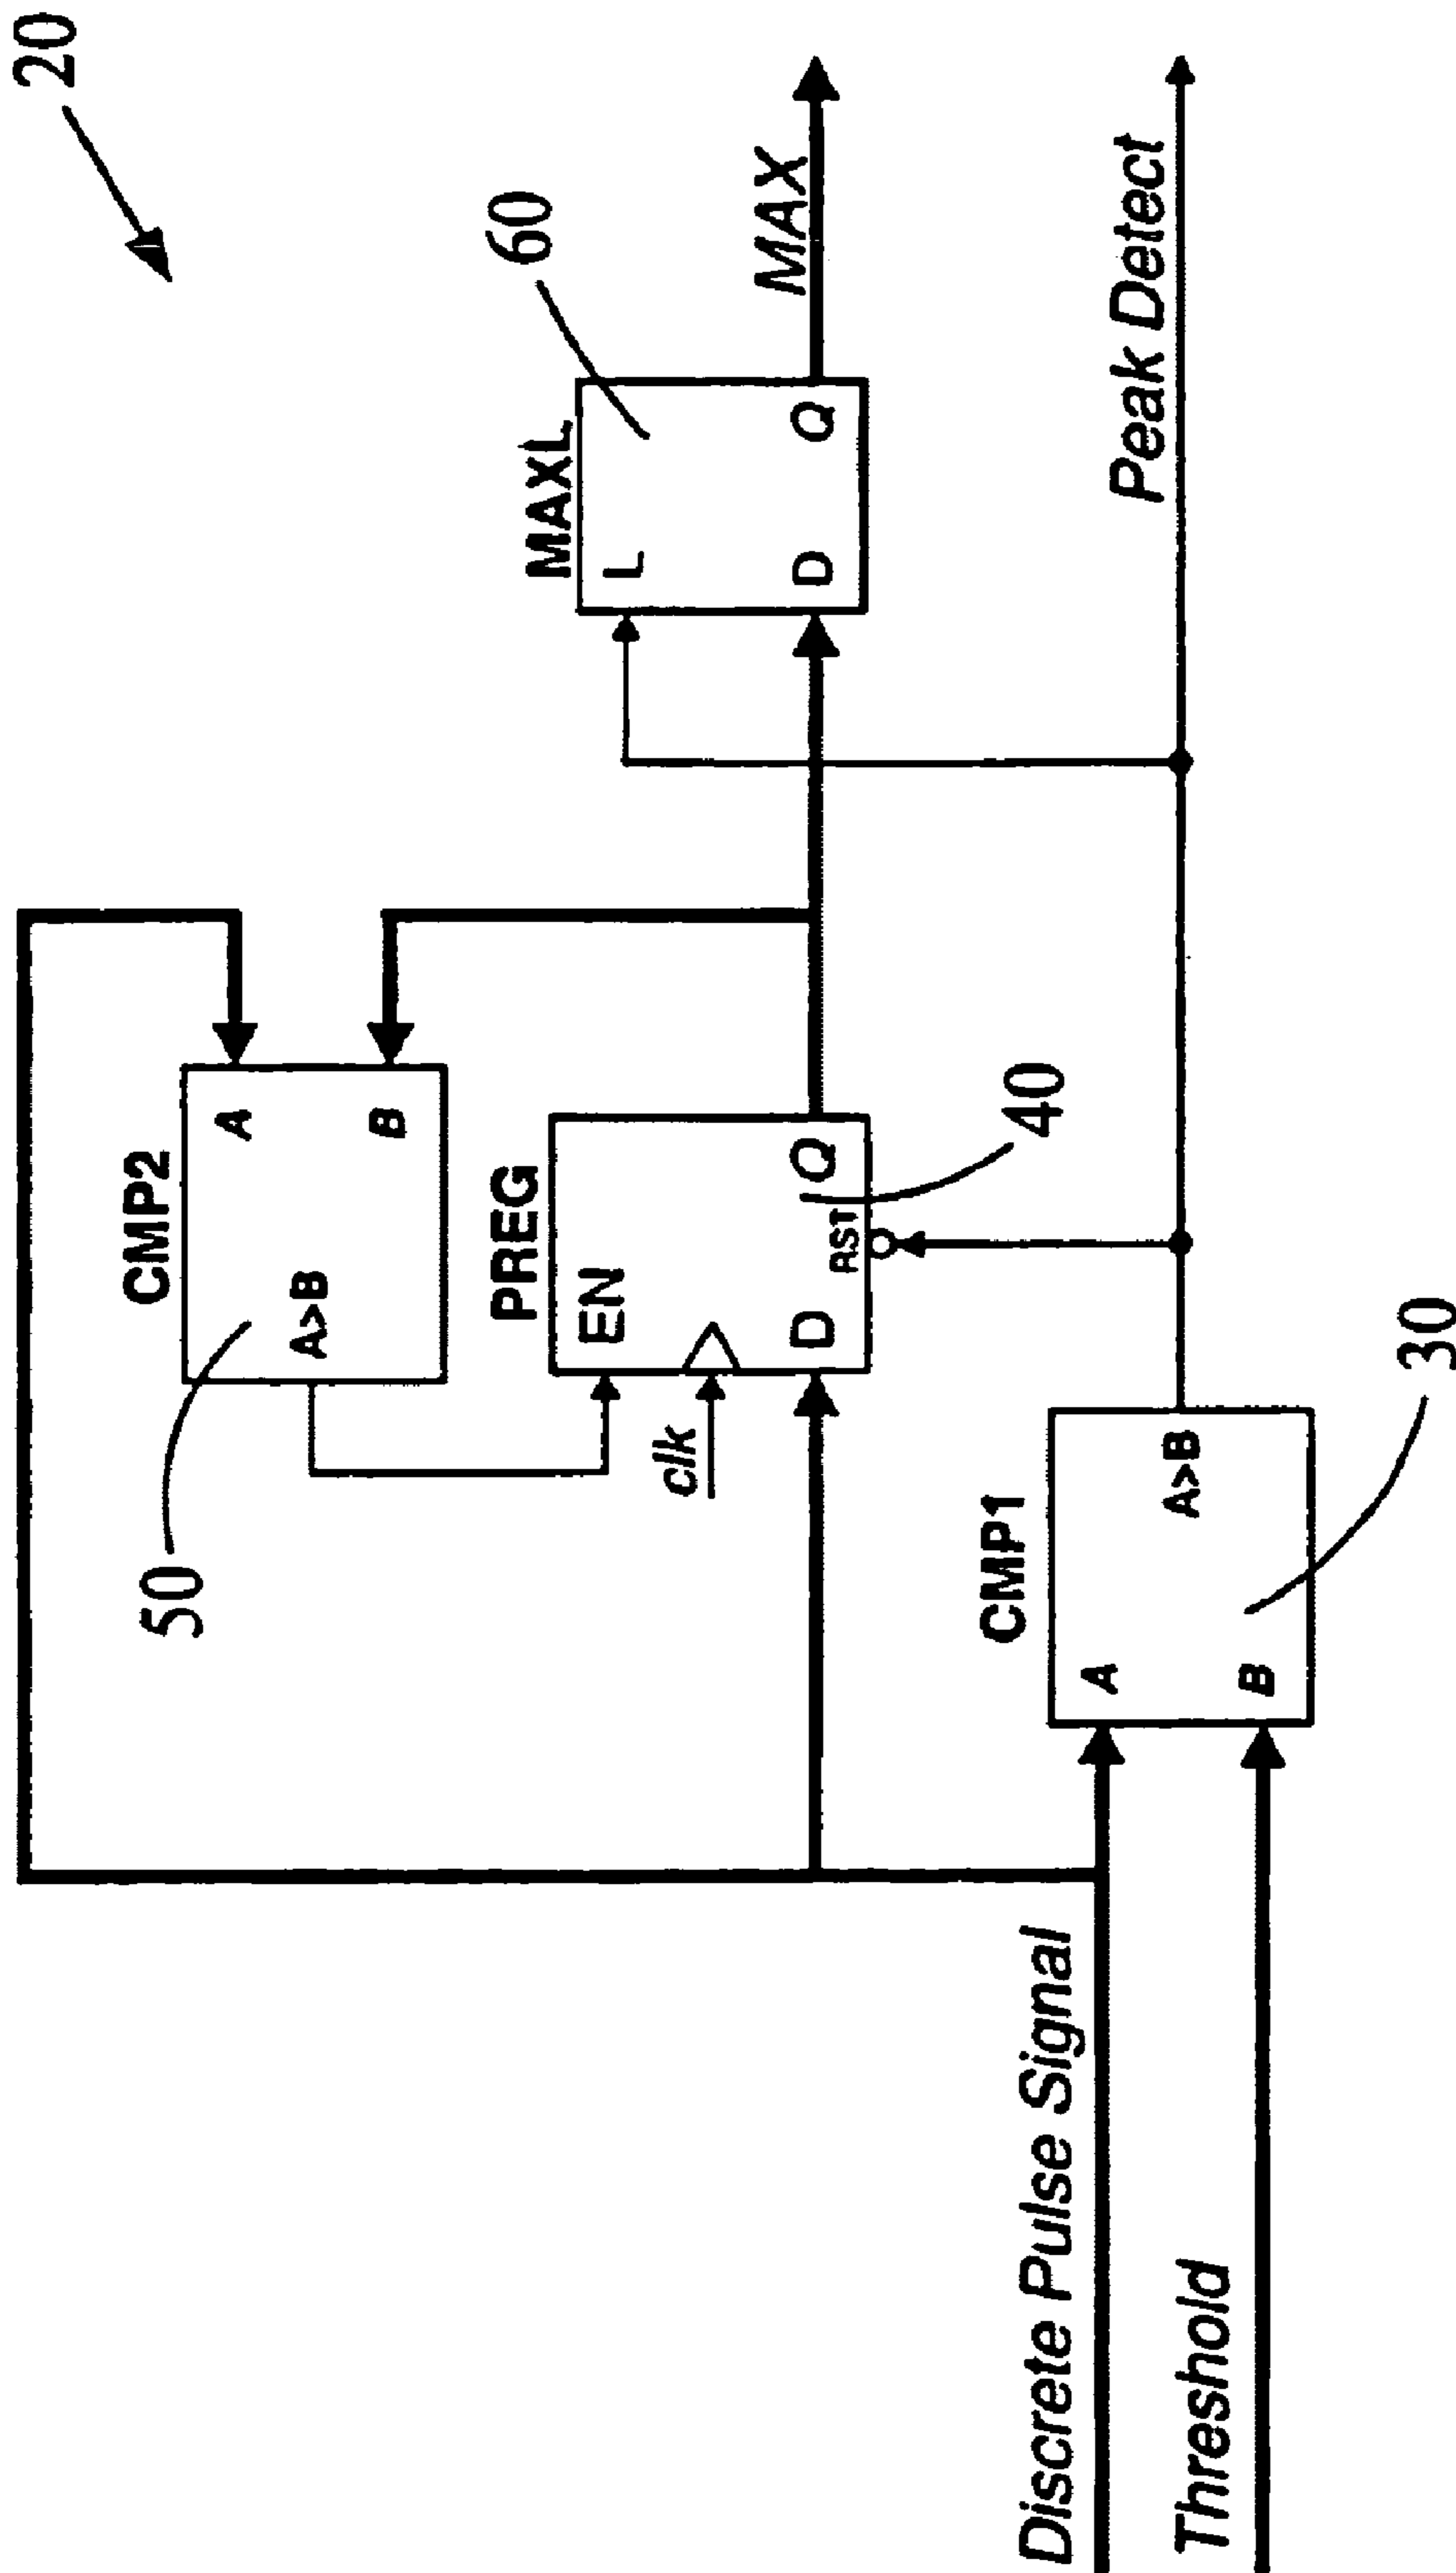 20
CMP2
A>B
A
B
50
PREG
EN
clk
D
Q
RST
40
MAXL
L
D
Q
60
MAX
Discrete Pulse Signal
Threshold
CMP1
A
B
A>B
30
Peak Detect